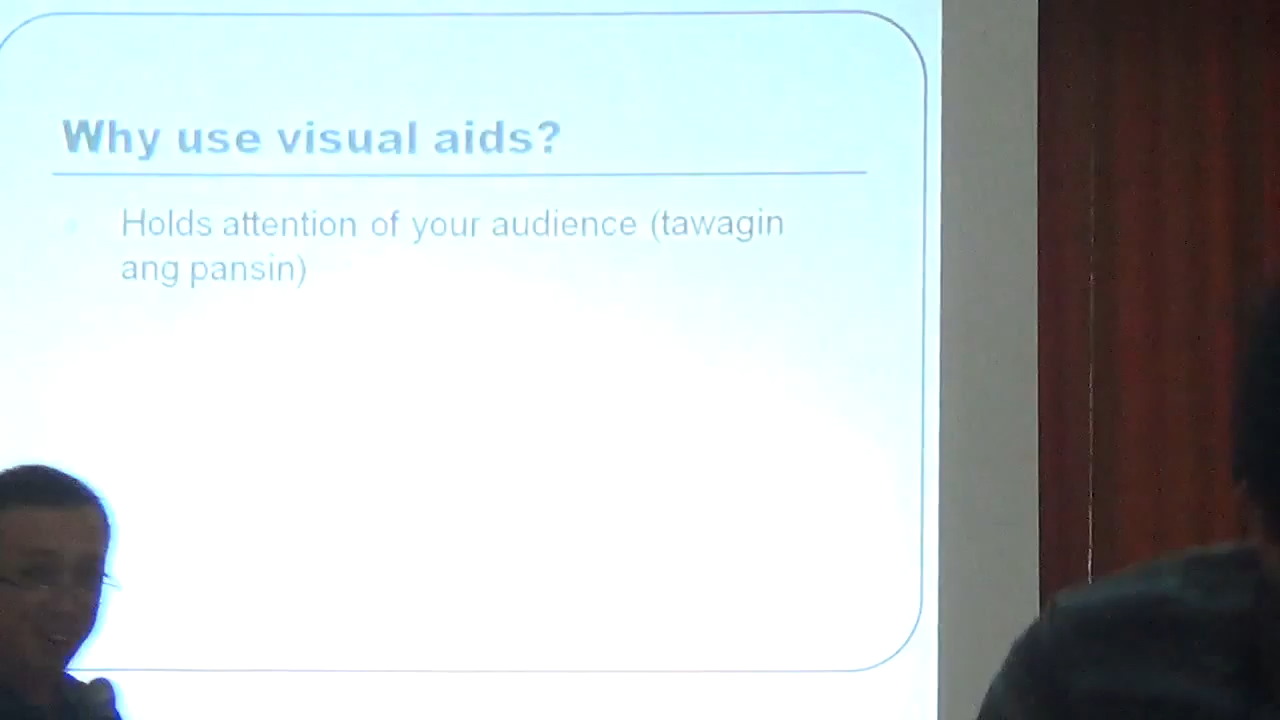 Why use visual aids?
Holds attention of your audience (tawagin
ang pansin)